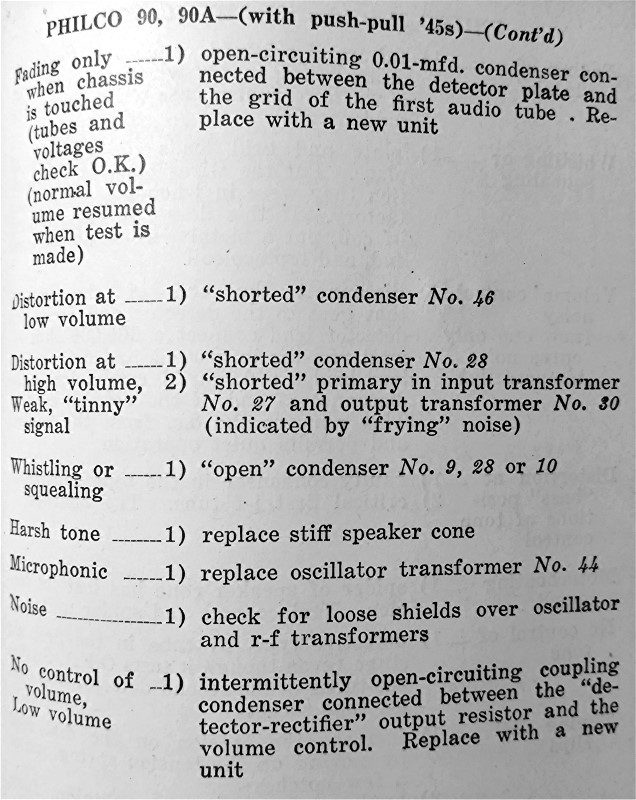 PHILCO 90, 90A—(with push-pull '45s)—(Cont'd)
Fading only ------1) open-circuiting 0.01-mfd. condenser con-
when chassis nected between the detector plate and
is touched the grid of the first audio tube . Re-
(tubes and place with a new unit
voltages
check O.K.)
(normal vol-
ume resumed
when test is
made)
Distortion at ------1) "shorted" condenser No. 46
low volume
Distortion at ------1) "shorted" condenser No. 28
high volume, 2) "shorted" primary in input transformer
Weak, "tinny" No. 27 and output transformer No. 30
signal (indicated by "frying" noise)
Whistling or ------1) "open" condenser No. 9, 28 or 10
squealing
Harsh tone --------1) replace stiff speaker cone
Microphonic ------1) replace oscillator transformer No. 44
Noise ----------------1) check for loose shields over oscillator
and r-f transformers
No control of --1) intermittently open-circuiting coupling
volume, condenser connected between the "de-
Low volume tector-rectifier" output resistor and the
volume control. Replace with a new
unit